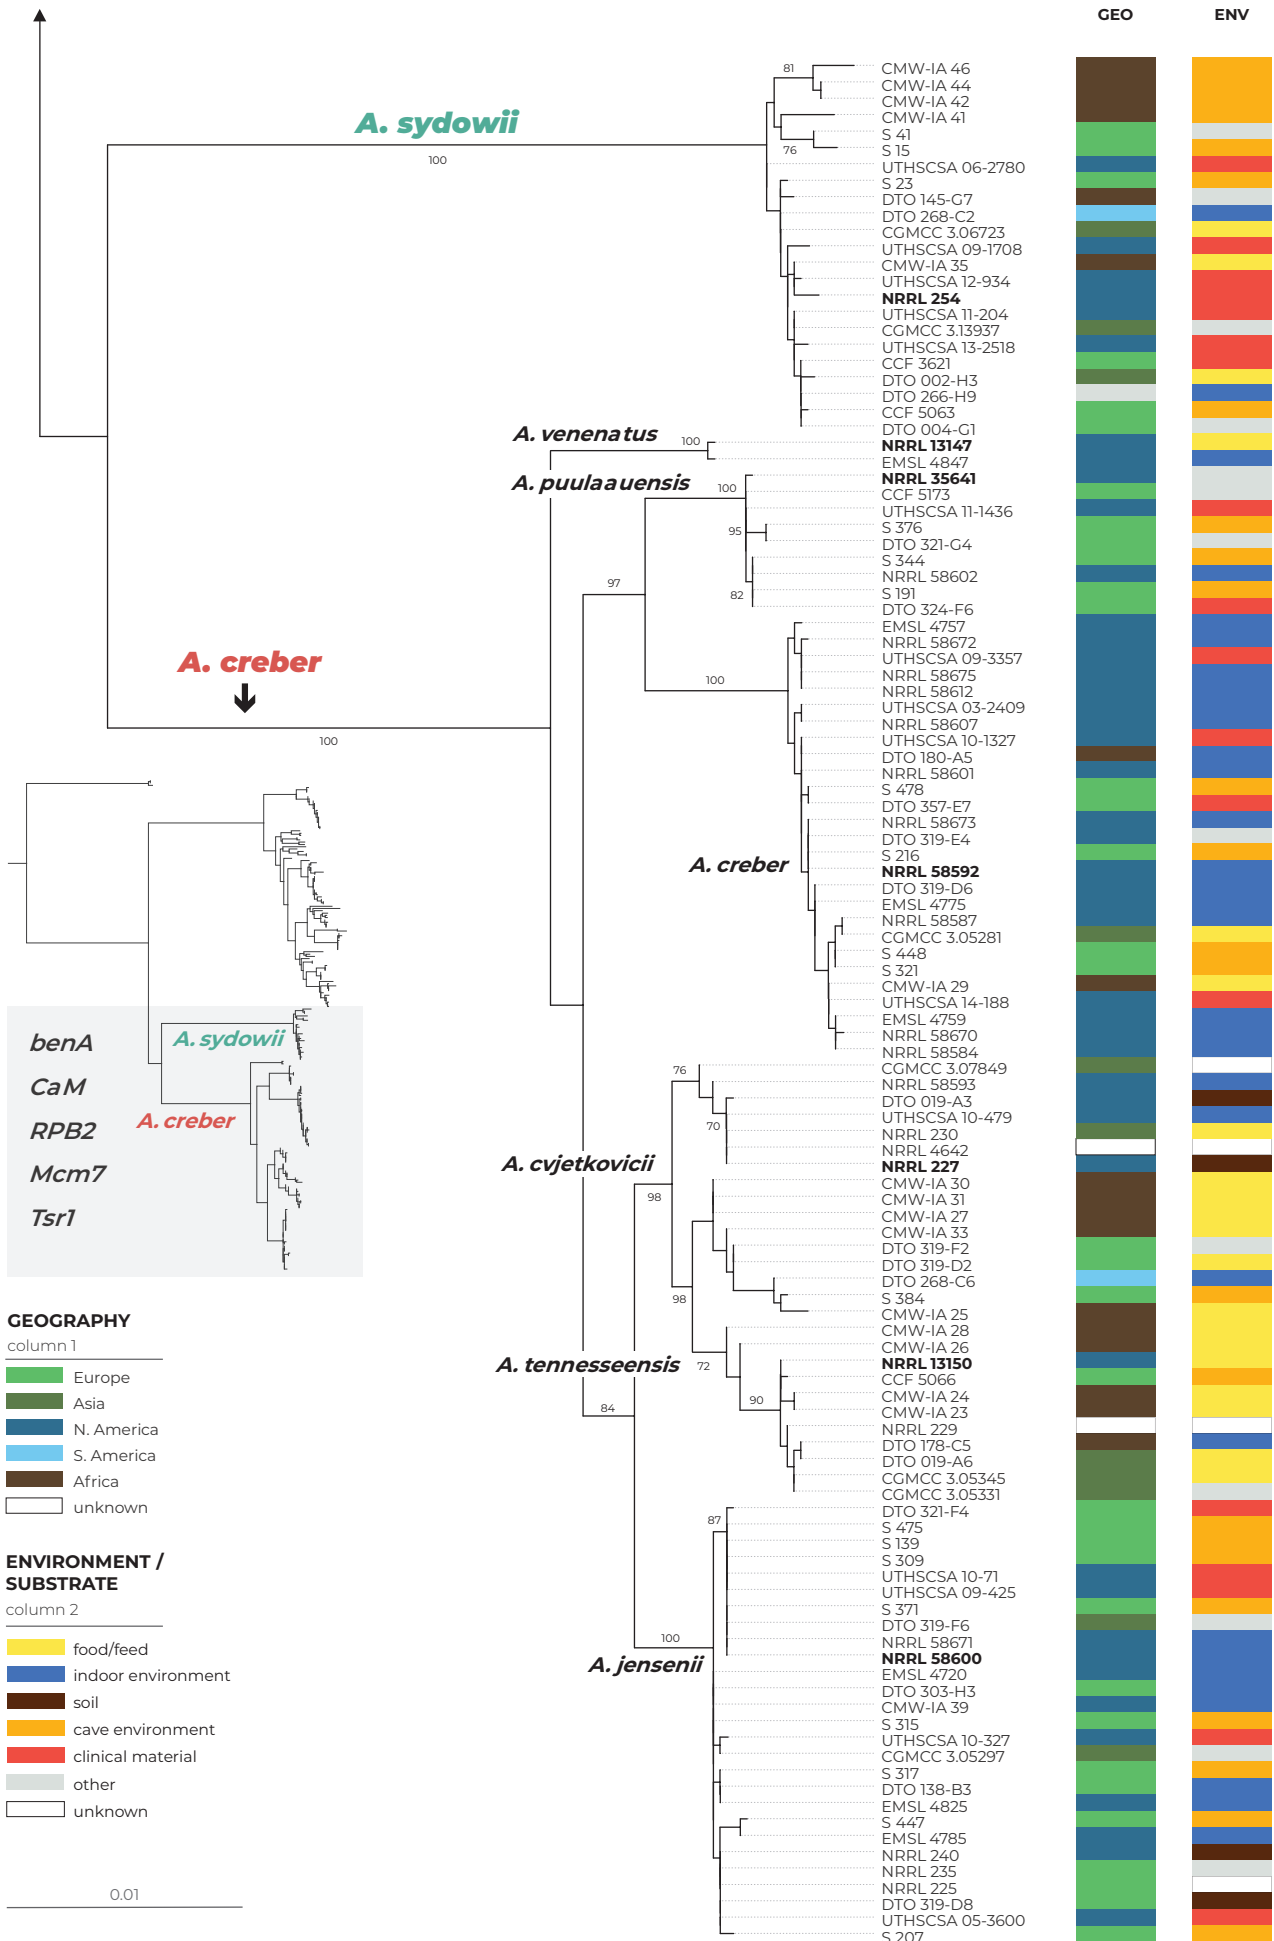 GEO
ENV
CMW-IA 46
CMW-IA 44
CMW-IA 42
CMW-IA 41
S 41
S 15
UTHSCSA 06-2780
S 23
DTO 145-G7
DTO 268-C2
CGMCC 3.06723
UTHSCSA 09-1708
CMW-IA 35
UTHSCSA 12-934
NRRL 254
UTHSCSA 11-204
CGMCC 3.13937
UTHSCSA 13-2518
CCF 3621
DTO 002-H3
DTO 266-H9
CCF 5063
DTO 004-G1
NRRL 13147
EMSL 4847
NRRL 35641
CCF 5173
UTHSCSA 11-1436
S 376
DTO 321-G4
S 344
NRRL 58602
S 191
DTO 324-F6
EMSL 4757
NRRL 58672
UTHSCSA 09-3357
NRRL 58675
NRRL 58612
UTHSCSA 03-2409
NRRL 58607
UTHSCSA 10-1327
DTO 180-A5
NRRL 58601
S 478
DTO 357-E7
NRRL 58673
DTO 319-E4
S 216
NRRL 58592
DTO 319-D6
EMSL 4775
NRRL 58587
CGMCC 3.05281
S 448
S 321
CMW-IA 29
UTHSCSA 14-188
EMSL 4759
NRRL 58670
NRRL 58584
CGMCC 3.07849
NRRL 58593
DTO 019-A3
UTHSCSA 10-479
NRRL 230
NRRL 4642
NRRL 227
CMW-IA 30
CMW-IA 31
CMW-IA 27
CMW-IA 33
DTO 319-F2
DTO 319-D2
DTO 268-C6
S 384
CMW-IA 25
CMW-IA 28
CMW-IA 26
NRRL 13150
CCF 5066
CMW-IA 24
CMW-IA 23
NRRL 229
DTO 178-C5
DTO 019-A6
CGMCC 3.05345
CGMCC 3.05331
DTO 321-F4
S 475
S 139
S 309
UTHSCSA 10-71
UTHSCSA 09-425
S 371
DTO 319-F6
NRRL 58671
NRRL 58600
EMSL 4720
DTO 303-H3
CMW-IA 39
S 315
UTHSCSA 10-327
CGMCC 3.05297
S 317
DTO 138-B3
EMSL 4825
S 447
EMSL 4785
NRRL 240
NRRL 235
NRRL 225
DTO 319-D8
UTHSCSA 05-3600
S 207
A. sydowii
100
81
76
A. venenatus
100
A. puulaauensis
100
95
82
97
A. creber
100
100
A. creber
76
70
A. cvjetkovicii
98
98
A. tennesseensis
72
90
84
87
100
A. jensenii
benA
CaM
RPB2
Mcm7
Tsr1
A. sydowii
A. creber
GEOGRAPHY
column 1
Europe
Asia
N. America
S. America
Africa
unknown
ENVIRONMENT /
SUBSTRATE
column 2
food/feed
indoor environment
soil
cave environment
clinical material
other
unknown
0.01